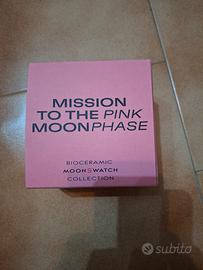 MISSION
TO THE PINK
MOONPHASE
BIOCERAMIC
MOONSWATCH
COLLECTION
subito